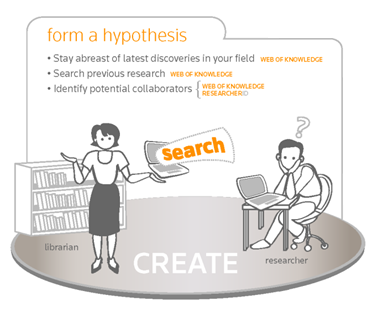 form a hypothesis
• Stay abreast of latest discoveries in your field WEB OF KNOWLEDGE
• Search previous research WEB OF KNOWLEDGE
• Identify potential collaborators WEB OF KNOWLEDGE
RESEARCHERID
?
search
librarian
CREATE
researcher